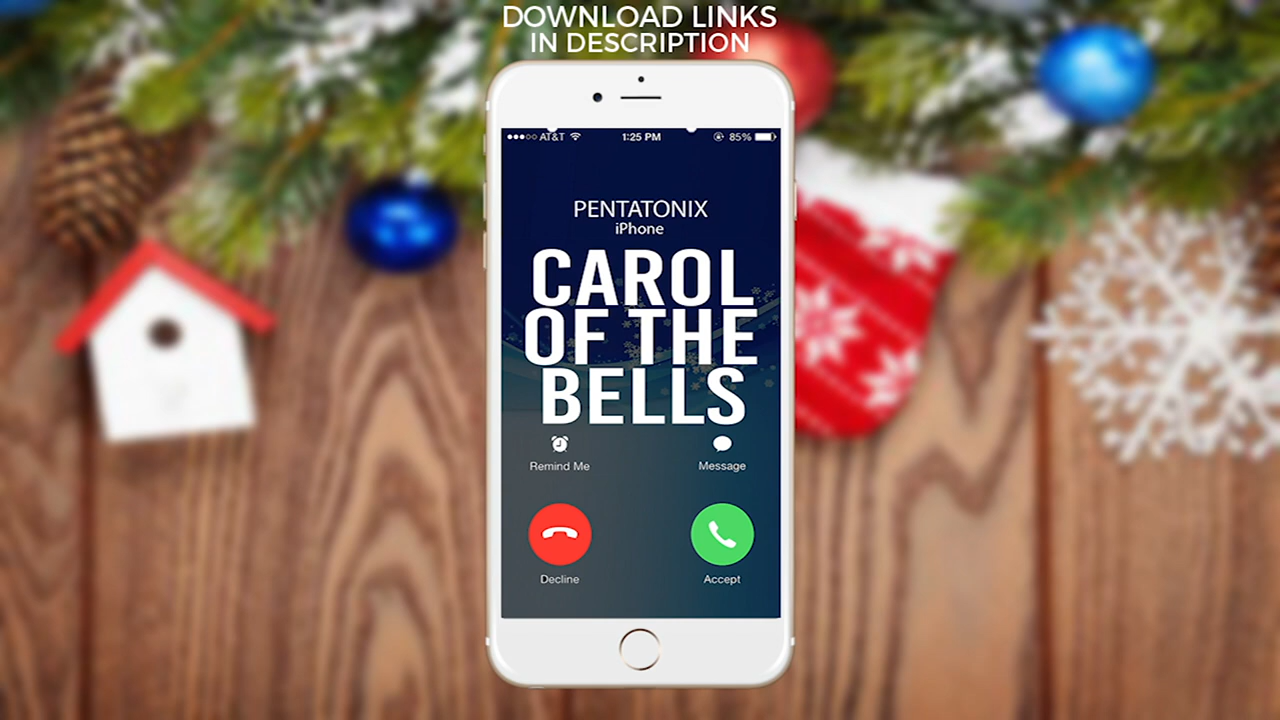 DOWNLOAD LINKS
IN DESCRIPTION
AT&T 1:25 PM 85%
PENTATONIX
iPhone
CAROL
OF THE
BELLS
Remind Me Message
Decline Accept